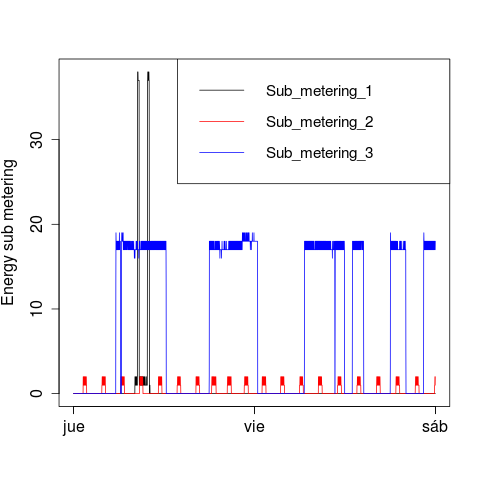 Sub_metering_1
Sub_metering_2
Sub_metering_3
Energy sub metering
30
20
10
0
jue vie sáb